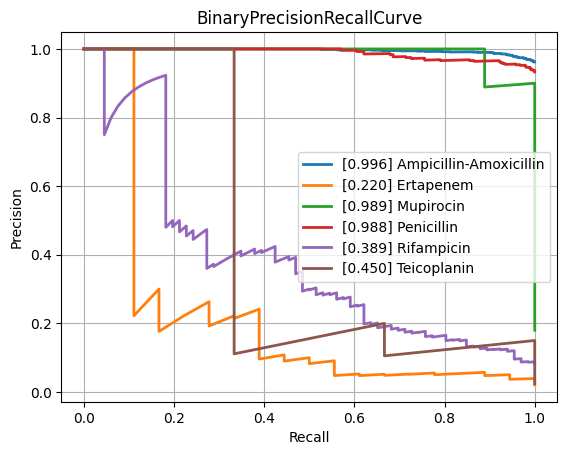 BinaryPrecisionRecallCurve
1.0
0.8
0.6
0.4
0.2
0.0
Precision
[0.996] Ampicillin-Amoxicillin
[0.220] Ertapenem
[0.989] Mupirocin
[0.988] Penicillin
[0.389] Rifampicin
[0.450] Teicoplanin
0.0 0.2 0.4 0.6 0.8 1.0
Recall